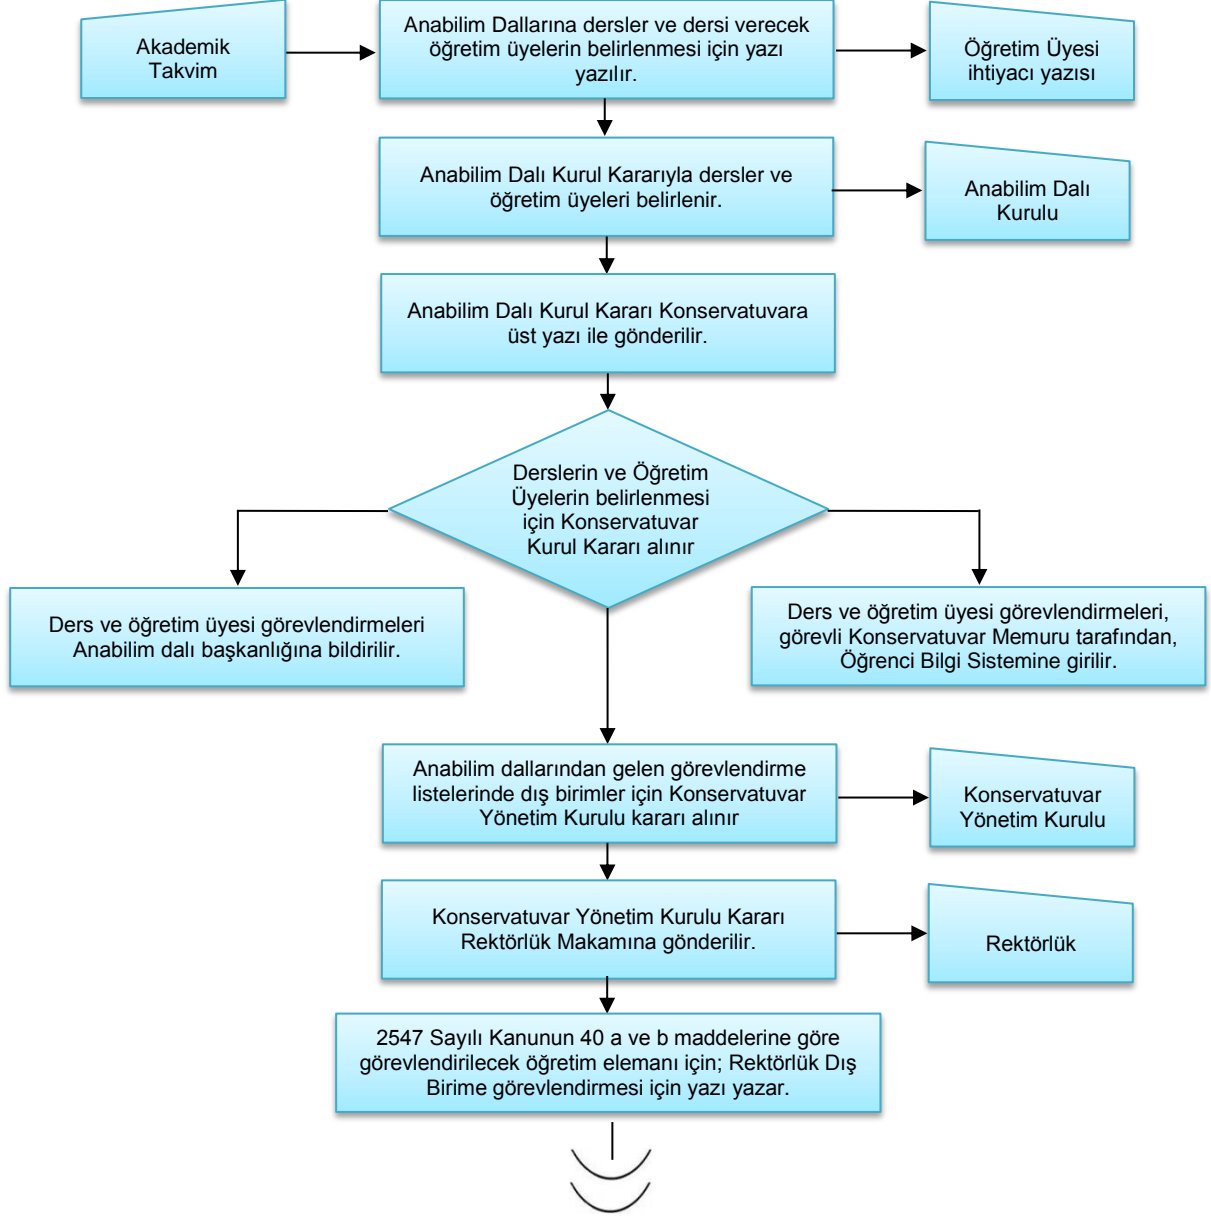 Akademik
Takvim
Anabilim Dallarına dersler ve dersi verecek
öğretim üyelerin belirlenmesi için yazı
yazılır.
Öğretim Üyesi
ihtiyacı yazısı
Anabilim Dalı Kurul Kararıyla dersler ve
öğretim üyeleri belirlenir.
Anabilim Dalı
Kurulu
Anabilim Dalı Kurul Kararı Konservatuvara
üst yazı ile gönderilir.
Derslerin ve Öğretim
Üyelerin belirlenmesi
için Konservatuvar
Kurul Kararı alınır
Ders ve öğretim üyesi görevlendirmeleri
Anabilim dalı başkanlığına bildirilir.
Ders ve öğretim üyesi görevlendirmeleri,
görevli Konservatuvar Memuru tarafından,
Öğrenci Bilgi Sistemine girilir.
Anabilim dallarından gelen görevlendirme
listelerinde dış birimler için Konservatuvar
Yönetim Kurulu kararı alınır
Konservatuvar
Yönetim Kurulu
Konservatuvar Yönetim Kurulu Kararı
Rektörlük Makamına gönderilir.
Rektörlük
2547 Sayılı Kanunun 40 a ve b maddelerine göre
görevlendirilecek öğretim elemanı için; Rektörlük Dış
Birime görevlendirmesi için yazı yazar.